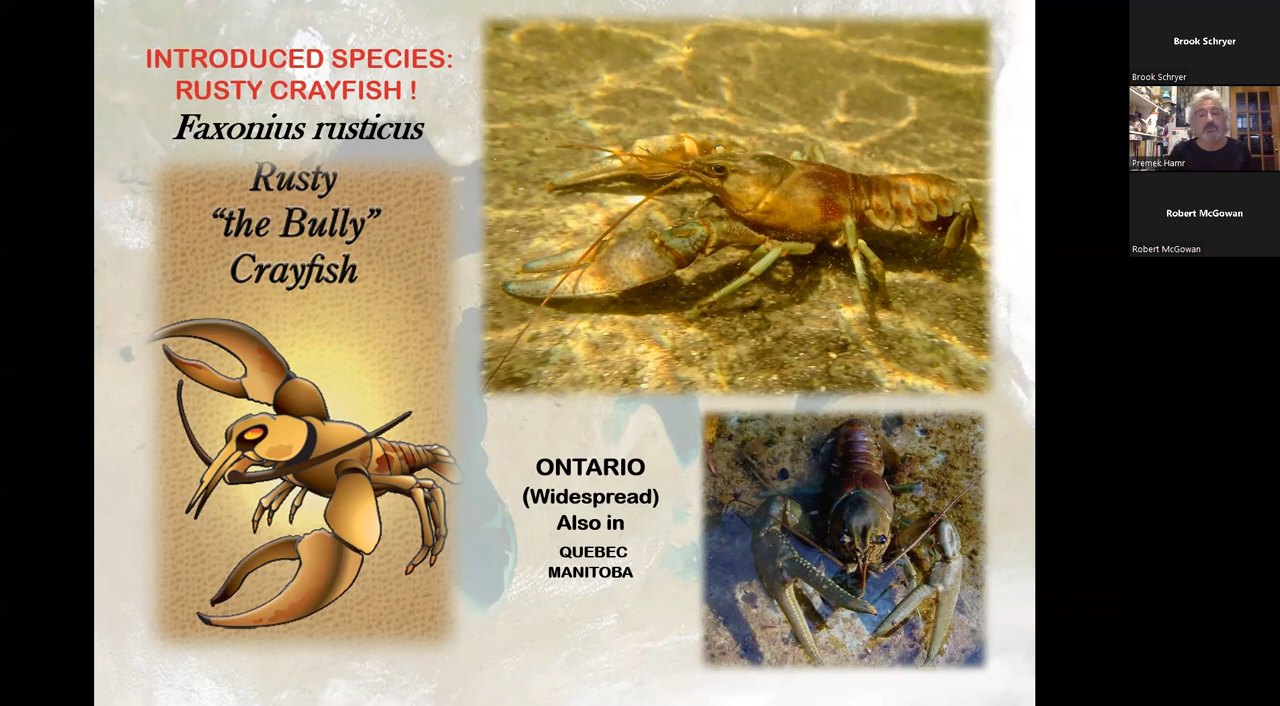 INTRODUCED SPECIES:
RUSTY CRAYFISH !
Faxonius rusticus
Rusty
“the Bully”
Crayfish
ONTARIO
(Widespread)
Also in
QUEBEC
MANITOBA
Brook Schryer
Brook Schryer
Premek Hamr
Robert McGowan
Robert McGowan